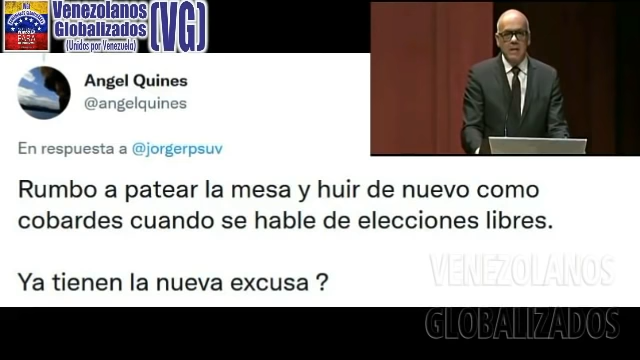 Venezolanos
Globalizados
(Unidos por Venezuela)
(VG)
PARA
Angel Quines
@angelquines
En respuesta a @jorgerpsuv
Rumbo a patear la mesa y huir de nuevo como
cobardes cuando se hable de elecciones libres.
Ya tienen la nueva excusa ?
VENEZOLANOS
GLOBALIZADOS